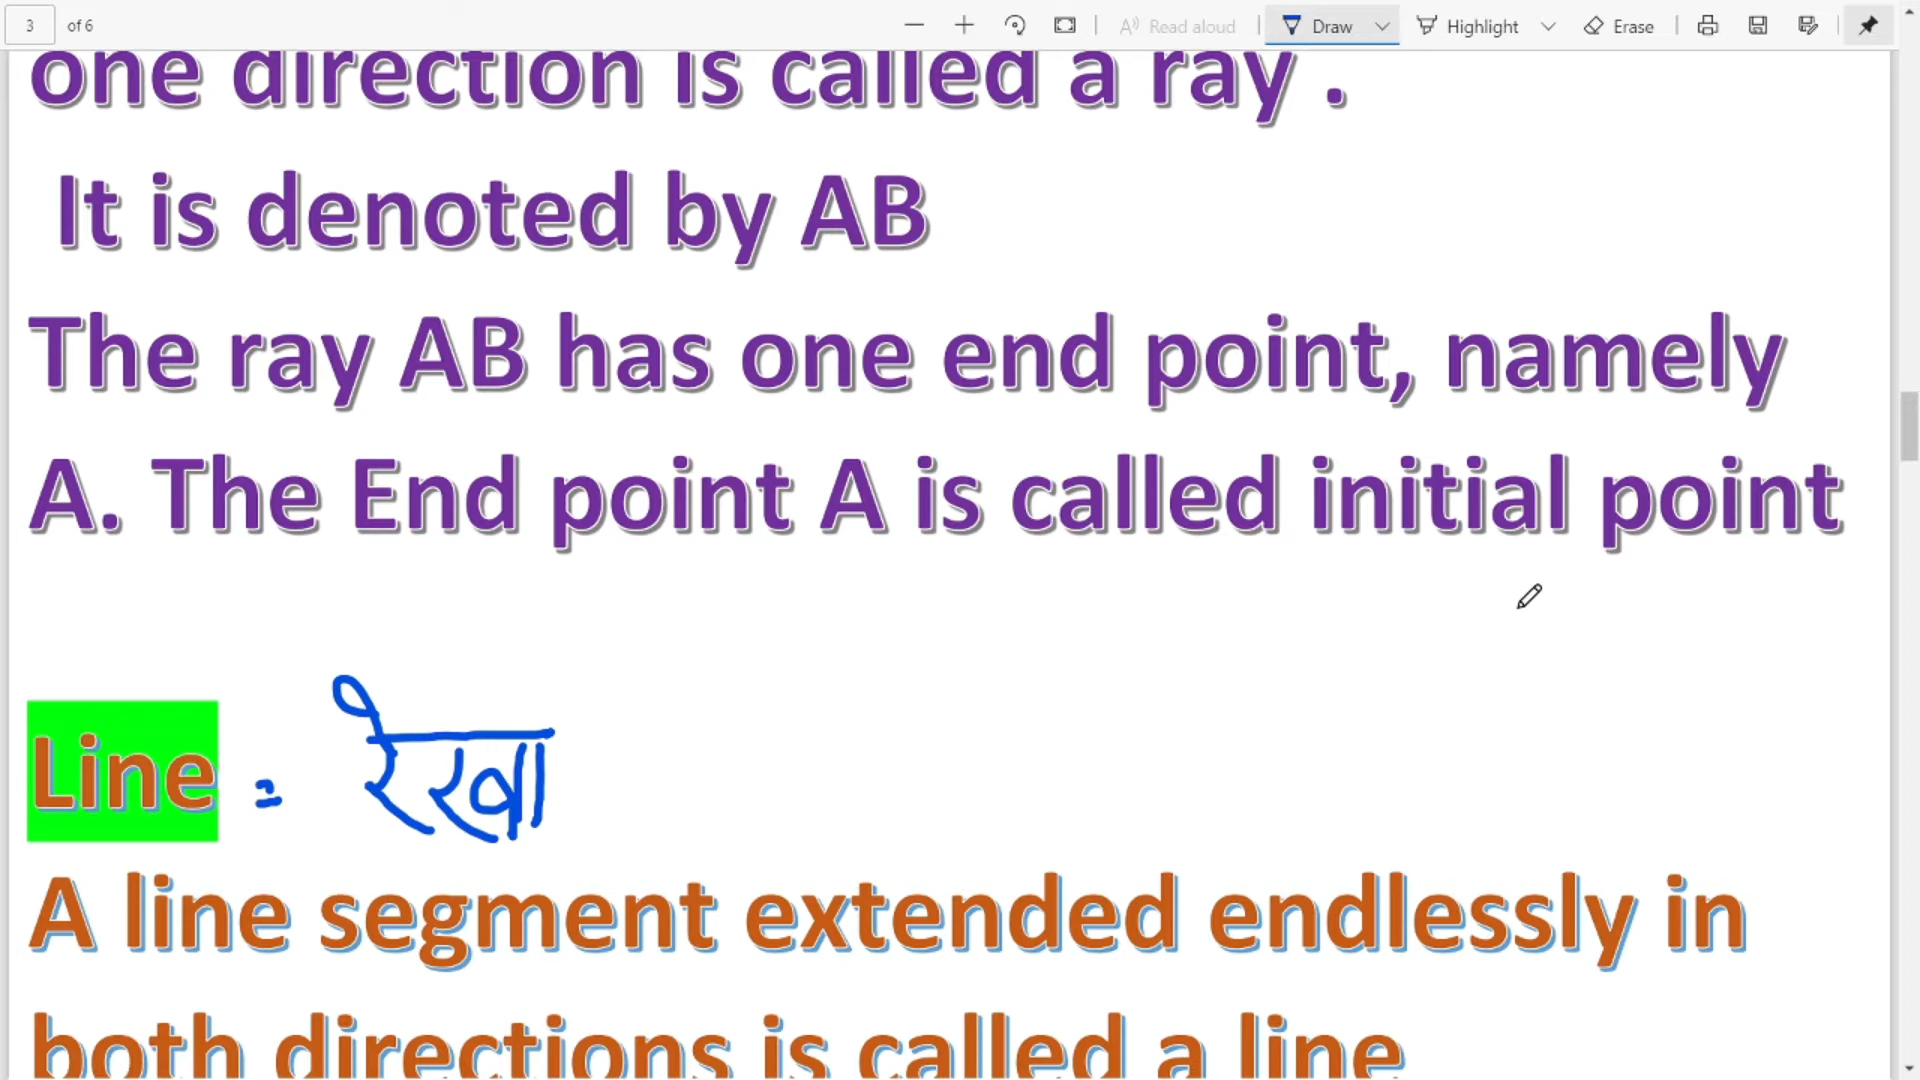 3 of 6 Read aloud Draw Highlight Erase
one direction is called a ray .
It is denoted by AB
The ray AB has one end point, namely
A. The End point A is called initial point
Line = रेखा
A line segment extended endlessly in
both directions is called a line